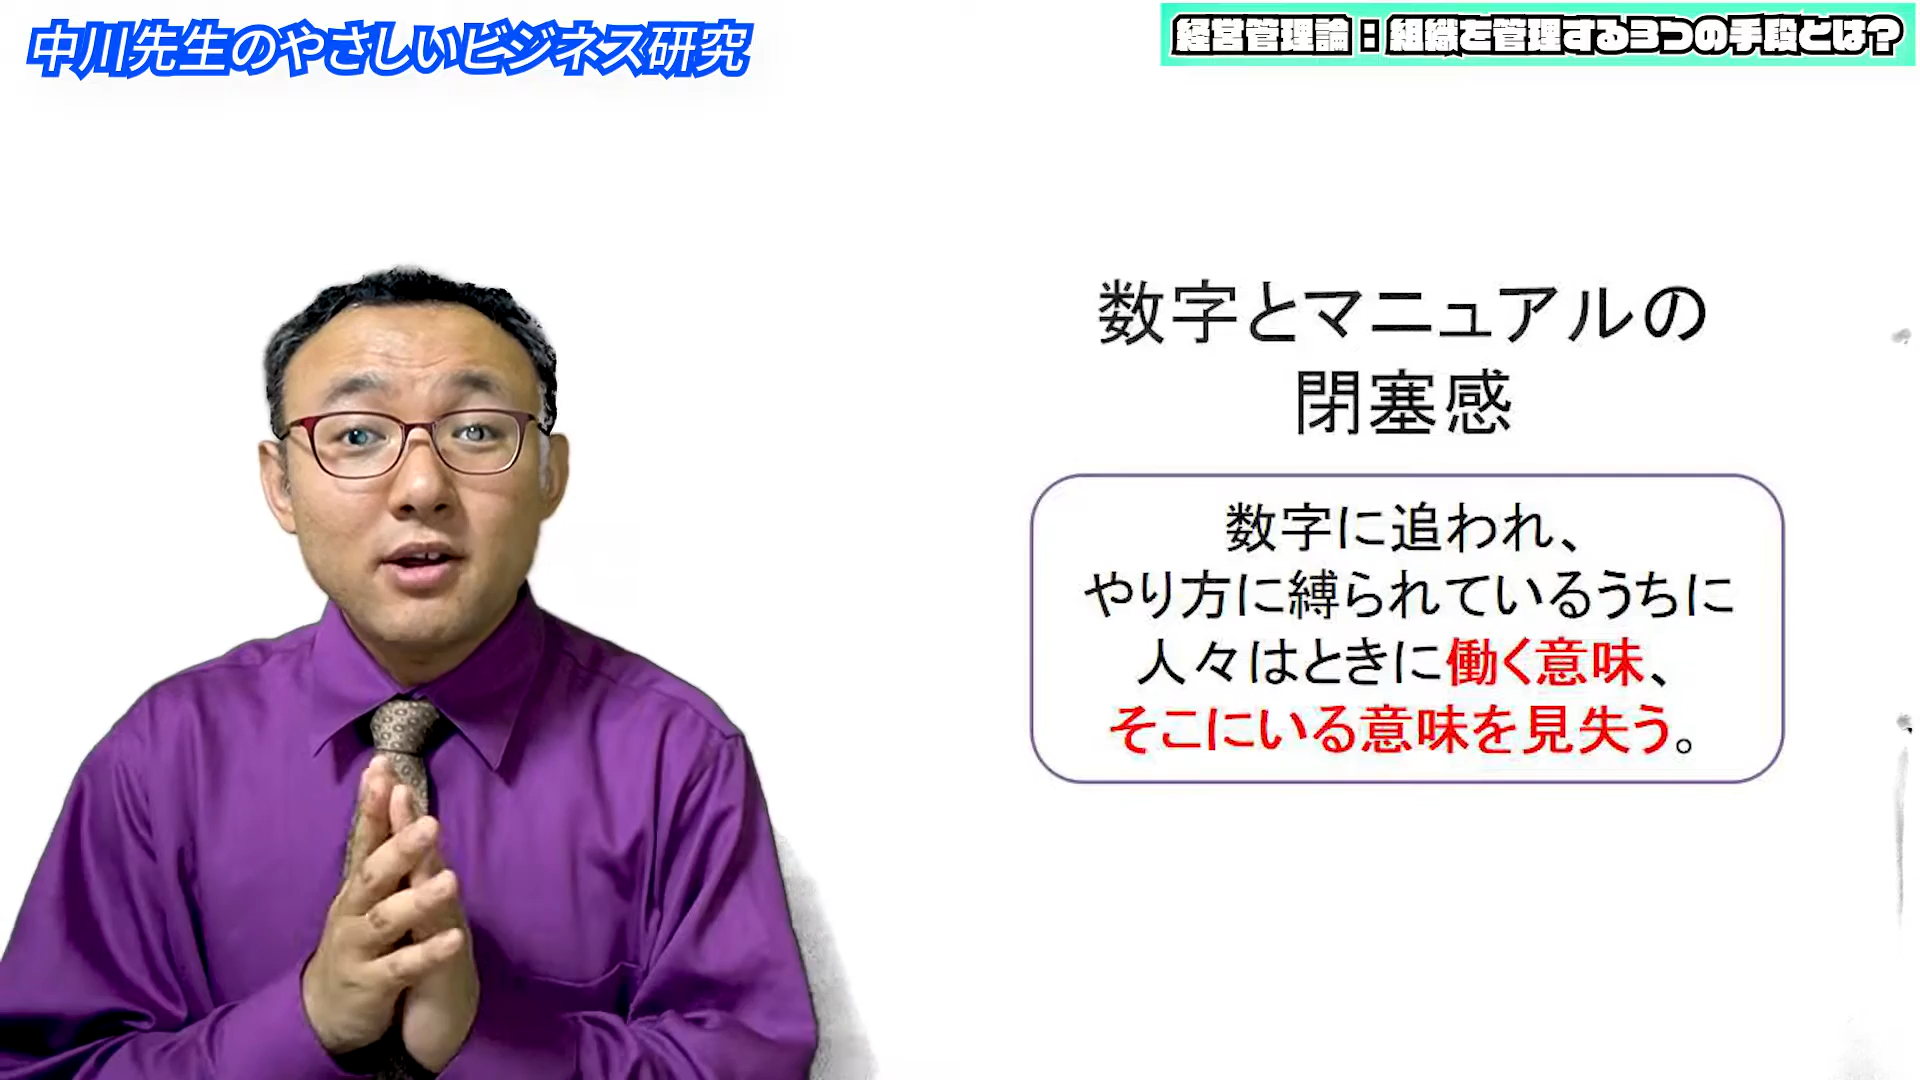 中川先生のやさしいビジネス研究
経営管理論：組織を管理する3つの手段とは？
数字とマニュアルの
閉塞感
数字に追われ、
やり方に縛られているうちに
人々はときに働く意味、
そこにいる意味を見失う。